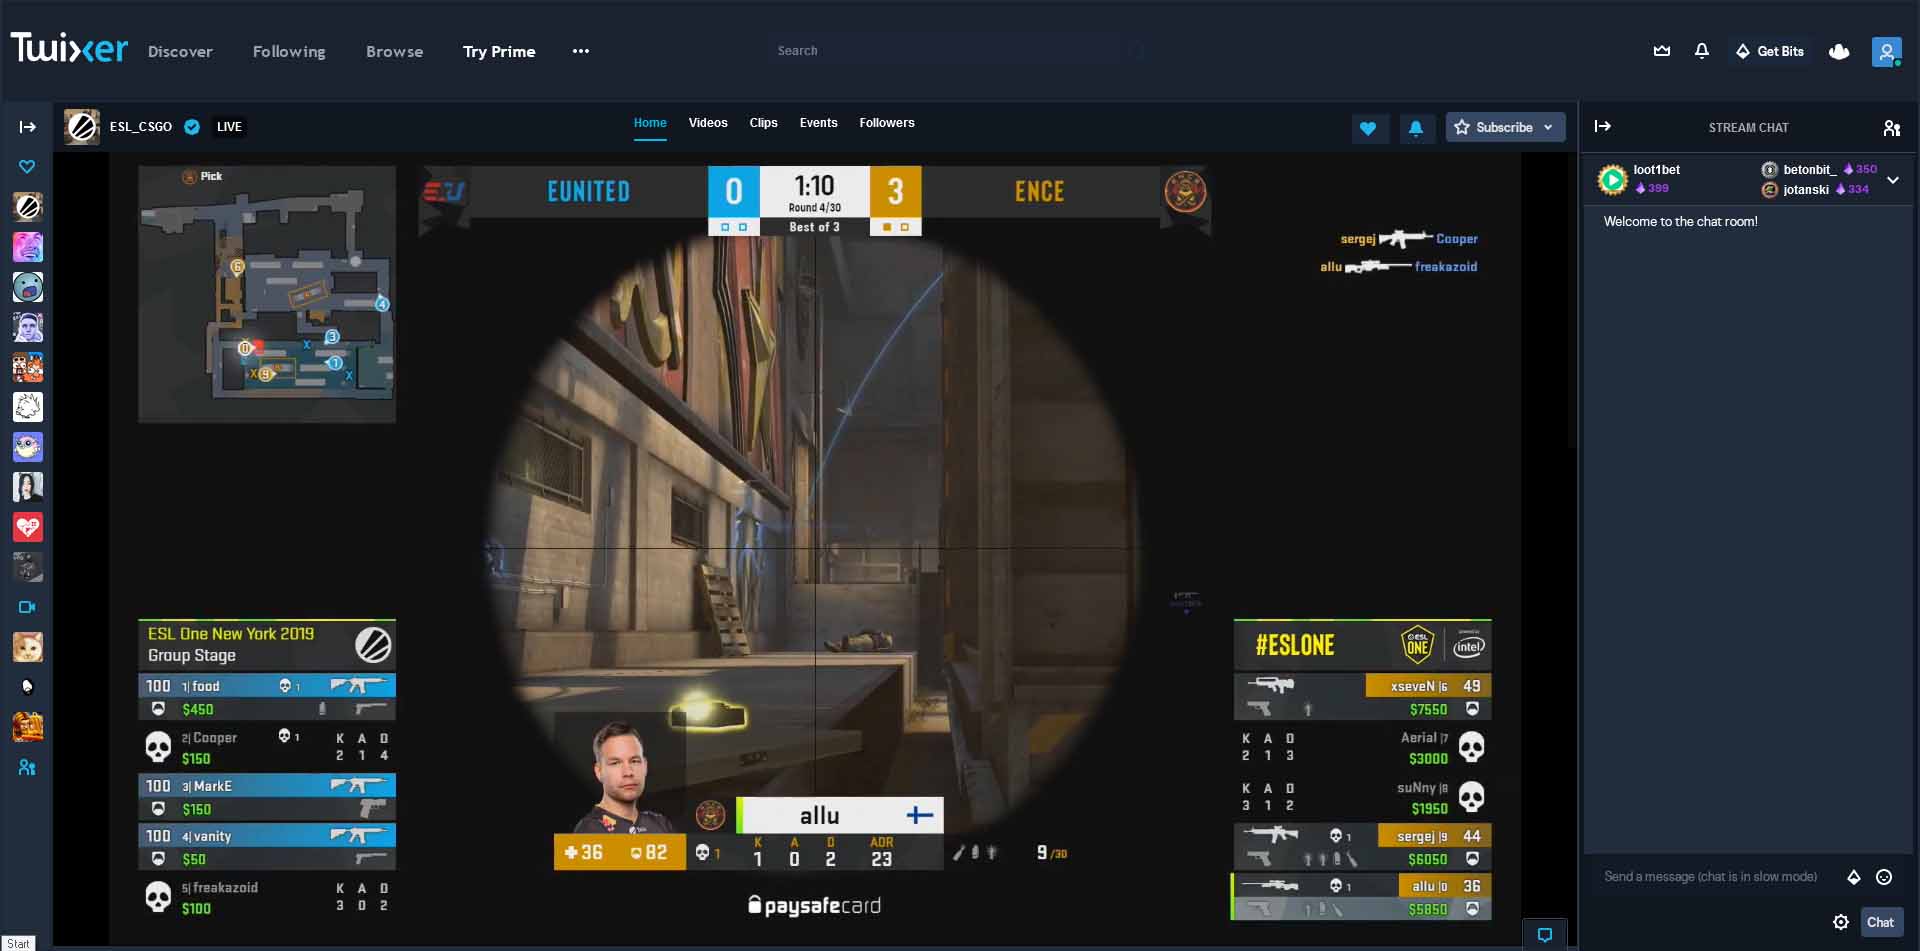 Twixer
Discover
Following
Browse
Try Prime
Search
Get Bits
ESL_CSGO
LIVE
Home
Videos
Clips
Events
Followers
Subscribe
STREAM CHAT
loot1bet
399
betonbit_ 350
jotanski 334
Welcome to the chat room!
Pick
6
4
3
1
0
9
EUNITED
0
1:10
Round 4/30
Best of 3
3
ENCE
sergej Cooper
allu freakazoid
ESL One New York 2019
Group Stage
100 1| food 1
$450
2| Cooper 1 K A D
$150 2 1 4
100 3| MarkE
$150
100 4| vanity
$50
5| freakazoid K A D
$100 3 0 2
#ESLONE
ESL ONE
intel
xseveN |6 49
$7550
K A D Aerial |7
2 1 3 $3000
K A D suNny |8
3 1 2 $1950
1 sergej |9 44
$6050
1 allu |0 36
$5850
allu
36 82
1
K A D ADR
1 0 2 23
9 /30
paysafecard
Send a message (chat is in slow mode)
Chat
Start